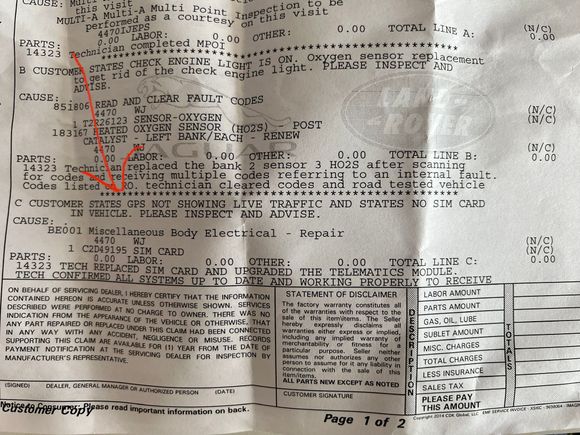 CAUSE: Mult
this visit
MULTI-A Multi-A Multi Point Inspection to be
performed as a courtesy on this visit
4470IJEPS (N/C)
PARTS: 0.00 LABOR: 0.00 OTHER: 0.00 TOTAL LINE A: 0.00
14323 Technician completed MPOI
B CUSTOMER STATES CHECK ENGINE LIGHT IS ON. Oxygen sensor replacement
to get rid of the check engine light. PLEASE INSPECT AND
ADVISE.
CAUSE:
851806 READ AND CLEAR FAULT CODES
4470 WJ (N/C)
1 T2R26123 SENSOR-OXYGEN (N/C)
183167 HEATED OXYGEN SENSOR (HO2S) POST
CATALYST - LEFT BANK/EACH - RENEW
4470 WJ (N/C)
PARTS: 0.00 LABOR: 0.00 OTHER: 0.00 TOTAL LINE B: 0.00
14323 Technician replaced the bank 2 sensor 3 HO2S after scanning
for codes and receiving multiple codes referring to an internal fault.
Codes listed RO. technician cleared codes and road tested vehicle
C CUSTOMER STATES GPS NOT SHOWING LIVE TRAFFIC AND STATES NO SIM CARD
IN VEHICLE. PLEASE INSPECT AND ADVISE.
CAUSE:
BE001 Miscellaneous Body Electrical - Repair
4470 WJ (N/C)
1 C2D49195 SIM CARD (N/C)
PARTS: 0.00 LABOR: 0.00 OTHER: 0.00 TOTAL LINE C: 0.00
14323 TECH REPLACED SIM CARD AND UPGRADED THE TELEMATICS MODULE.
TECH CONFIRMED ALL SYSTEMS UP TO DATE AND WORKING PROPERLY TO RECEIVE
JAGUAR
LAND-
ROVER
ON BEHALF OF SERVICING DEALER, I HEREBY CERTIFY THAT THE INFORMATION
CONTAINED HEREON IS ACCURATE UNLESS OTHERWISE SHOWN. SERVICES
DESCRIBED WERE PERFORMED AT NO CHARGE TO OWNER. THERE WAS NO
INDICATION FROM THE APPEARANCE OF THE VEHICLE OR OTHERWISE, THAT
ANY PART REPAIRED OR REPLACED UNDER THIS CLAIM HAD BEEN CONNECTED
IN ANY WAY WITH ANY ACCIDENT, NEGLIGENCE OR MISUSE. RECORDS
SUPPORTING THIS CLAIM ARE AVAILABLE FOR (1) YEAR FROM THE DATE OF
PAYMENT NOTIFICATION AT THE SERVICING DEALER FOR INSPECTION BY
MANUFACTURER'S REPRESENTATIVE.
(SIGNED) DEALER, GENERAL MANAGER OR AUTHORIZED PERSON (DATE)
STATEMENT OF DISCLAIMER
The factory warranty constitutes all
of the warranties with respect to the
sale of this item/items. The Seller
hereby expressly disclaims all
warranties either express or implied,
including any implied warranty of
merchantability or fitness for a
particular purpose. Seller neither
assumes nor authorizes any other
person to assume for it any liability in
connection with the sale of this
item/items.
ALL PARTS NEW EXCEPT AS NOTED
CUSTOMER SIGNATURE
DESCRIPTION
LABOR AMOUNT
PARTS AMOUNT
GAS, OIL, LUBE
SUBLET AMOUNT
MISC. CHARGES
TOTAL CHARGES
LESS INSURANCE
SALES TAX
PLEASE PAY
THIS AMOUNT
TOTALS
Notice to Consumer: Please read important information on back.
Customer Copy
Page 1 of 2
Copyright 2014 CDK Global, LLC